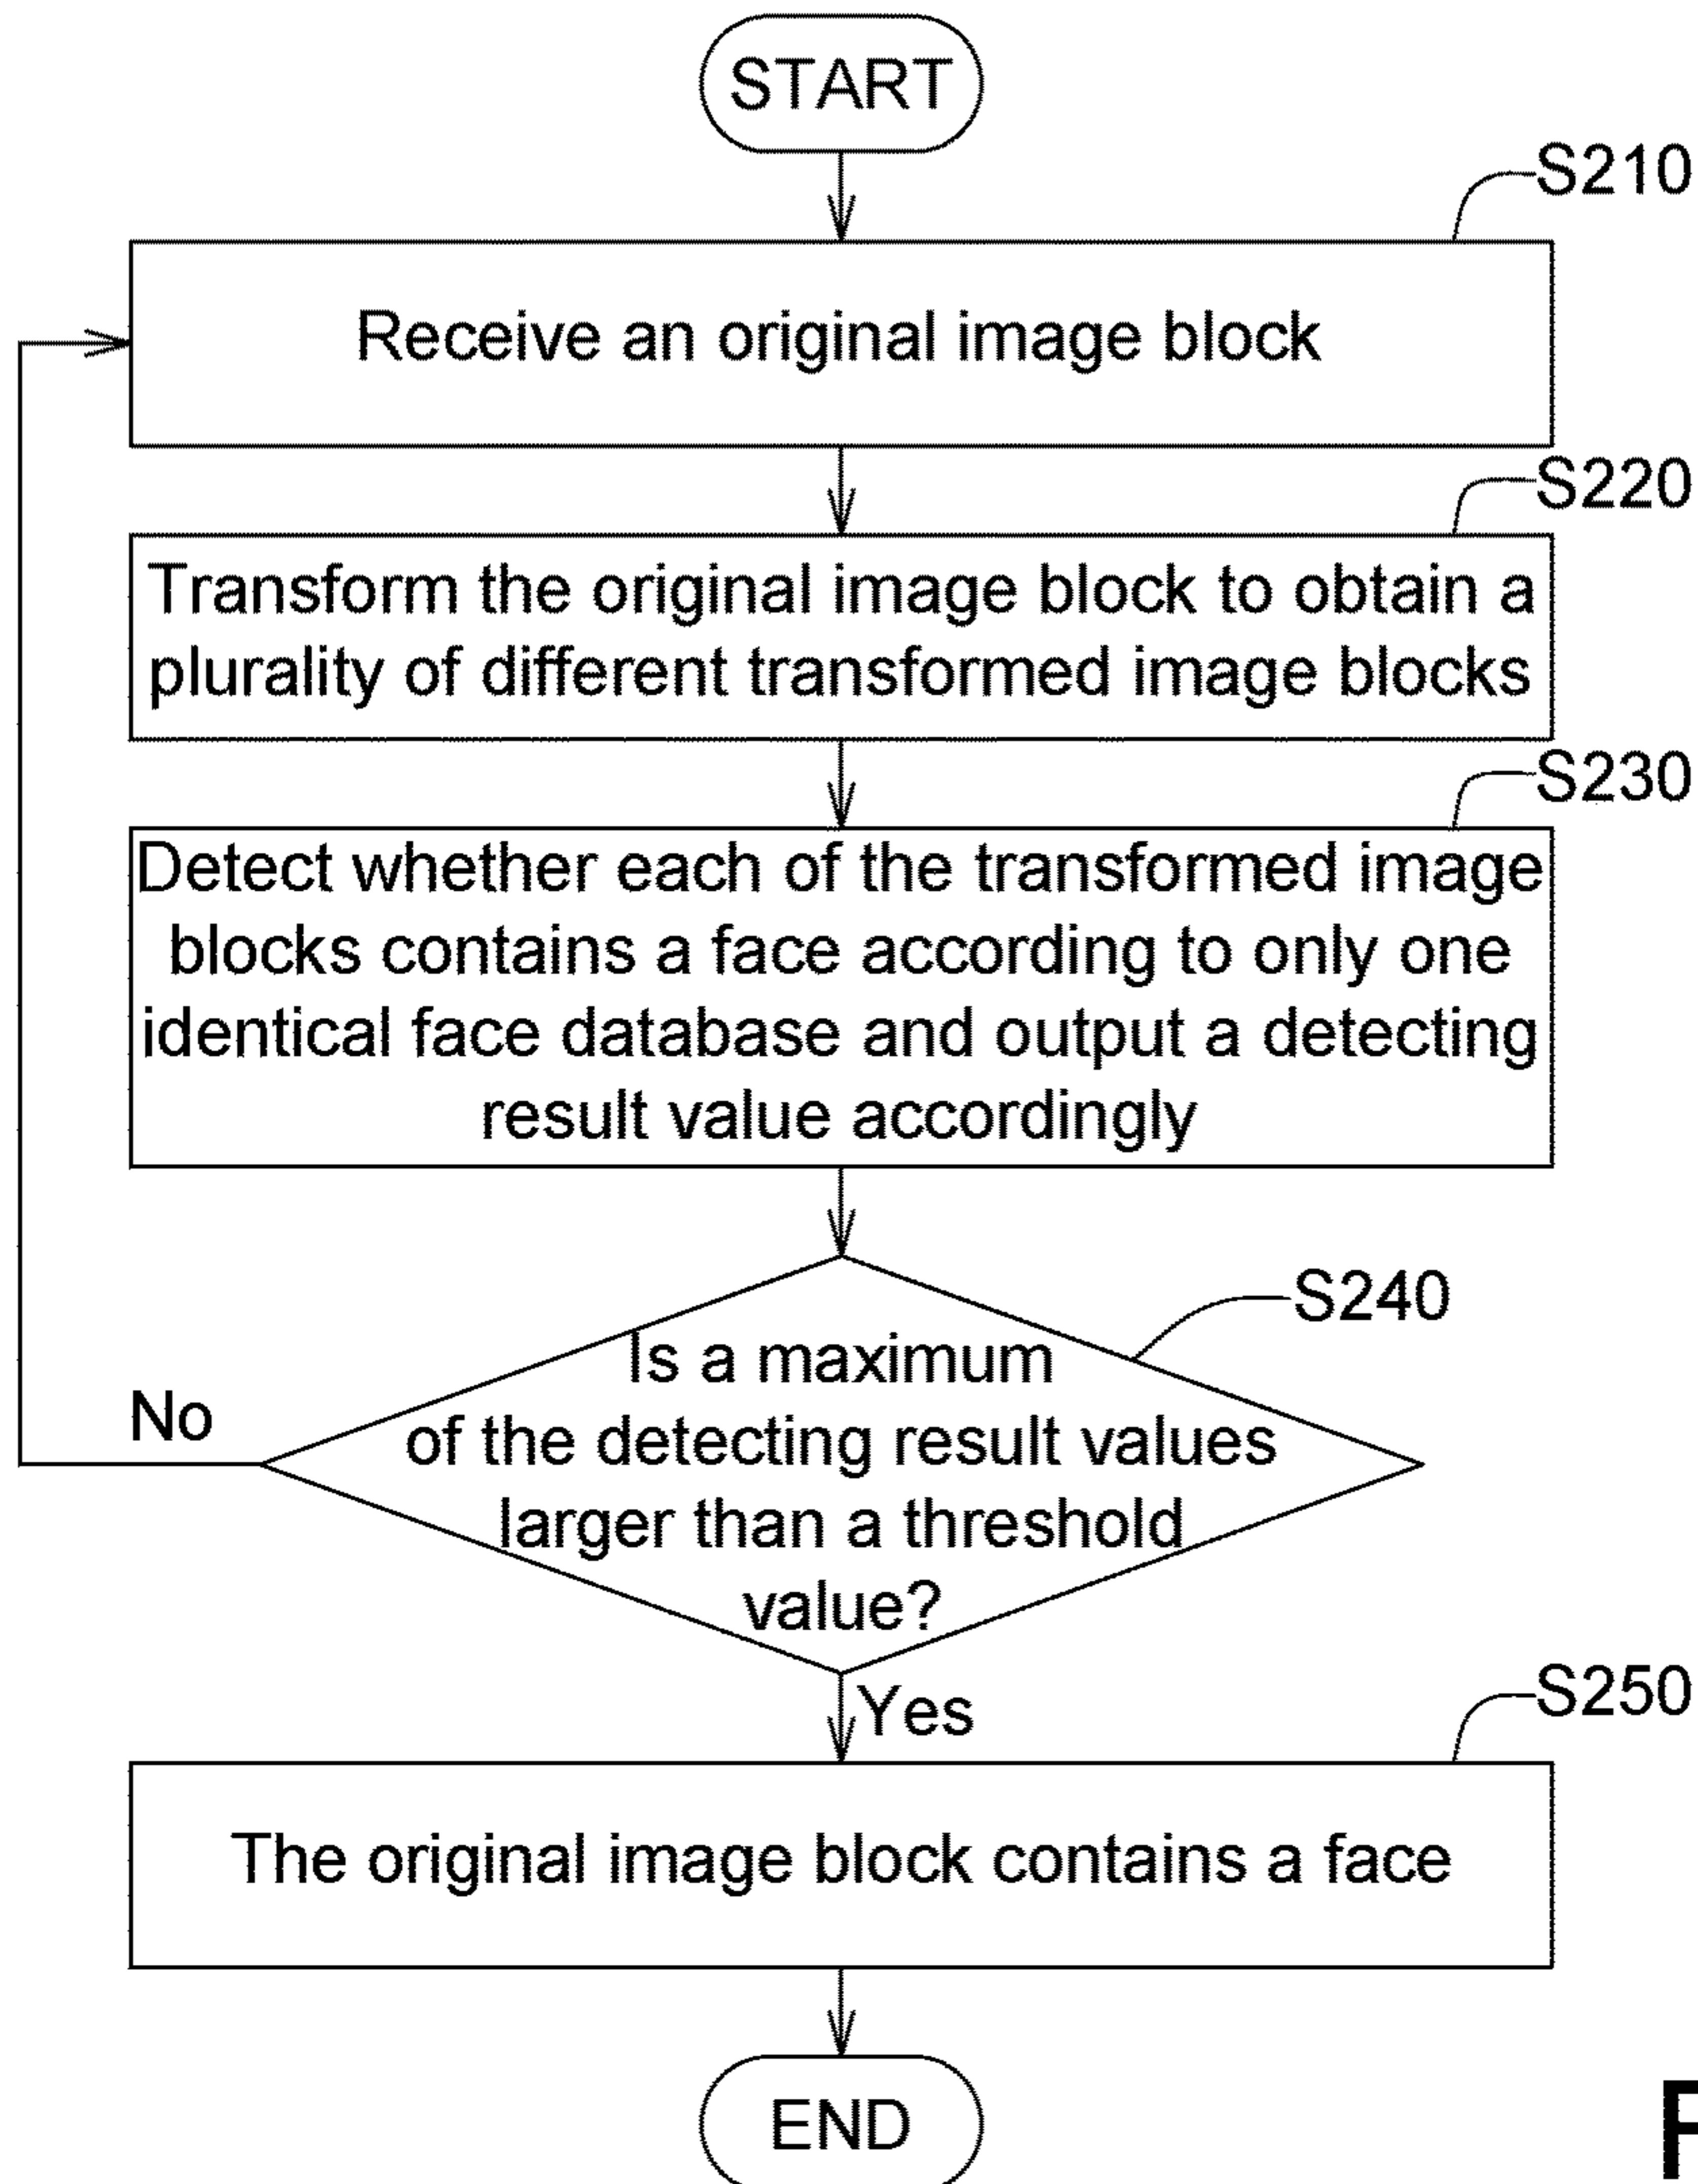 START
S210
Receive an original image block
S220
Transform the original image block to obtain a
plurality of different transformed image blocks
S230
Detect whether each of the transformed image
blocks contains a face according to only one
identical face database and output a detecting
result value accordingly
S240
Is a maximum
of the detecting result values
larger than a threshold
value?
No
Yes
S250
The original image block contains a face
END